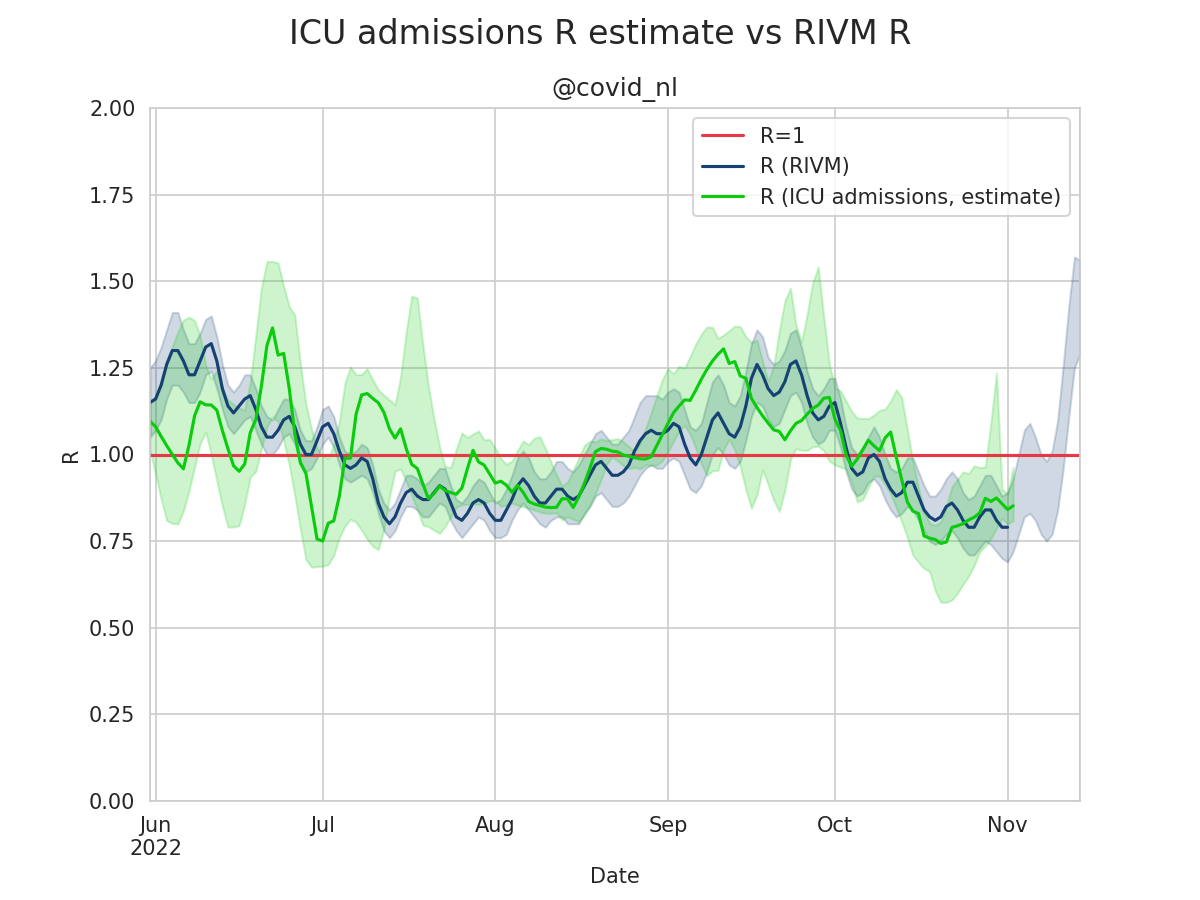 ICU admissions R estimate vs RIVM R
@covid_nl
R=1
R (RIVM)
R (ICU admissions, estimate)
2.00
1.75
1.50
1.25
1.00
0.75
0.50
0.25
0.00
R
Jun
2022
Jul
Aug
Sep
Oct
Nov
Date